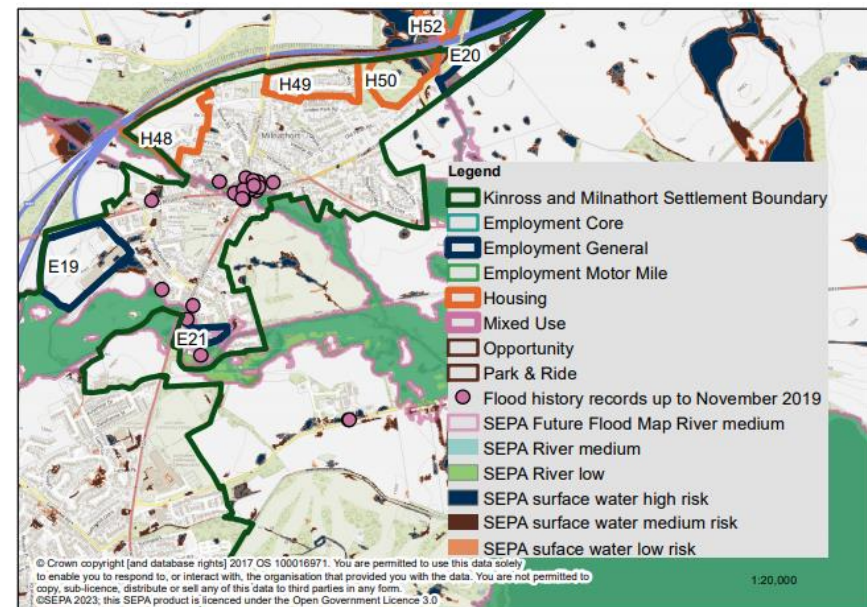 H52
E20
H49
H50
Milnathort
H48
E19
E21
Legend
Kinross and Milnathort Settlement Boundary
Employment Core
Employment General
Employment Motor Mile
Housing
Mixed Use
Opportunity
Park & Ride
Flood history records up to November 2019
SEPA Future Flood Map River medium
SEPA River medium
SEPA River low
SEPA surface water high risk
SEPA surface water medium risk
SEPA suface water low risk
© Crown copyright [and database rights] 2017 OS 100016971. You are permitted to use this data solely
to enable you to respond to, or interact with, the organisation that provided you with the data. You are not permitted to
copy, sub-licence, distribute or sell any of this data to third parties in any form.
©SEPA 2023; this SEPA product is licenced under the Open Government Licence 3.0
1:20,000